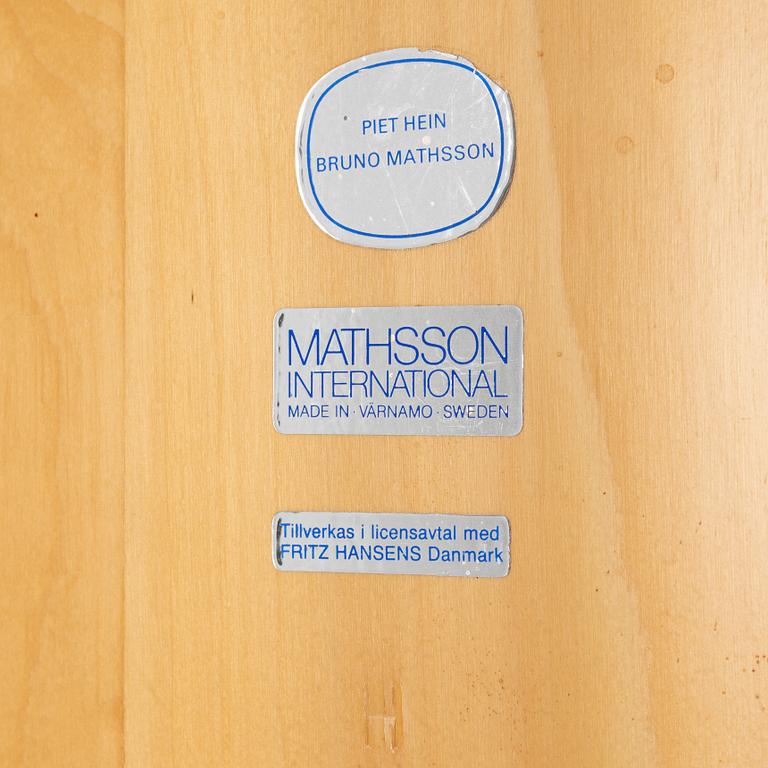 PIET HEIN
BRUNO MATHSSON
MATHSSON
INTERNATIONAL
MADE IN · VÄRNAMO · SWEDEN
Tillverkas i licensavtal med
FRITZ HANSENS Danmark